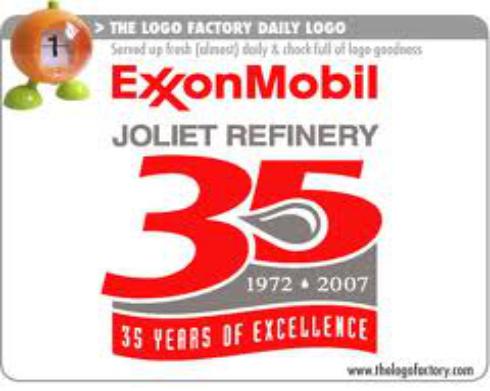 1
> THE LOGO FACTORY DAILY LOGO
Served up fresh (almost) daily & chock full of logo goodness
ExxonMobil
JOLIET REFINERY
35
1972 2007
35 YEARS OF EXCELLENCE
www.thelogofactory.com